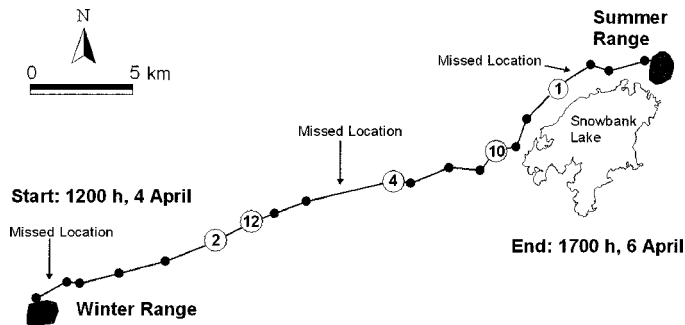 N
0 5 km
Summer
Range
Missed Location
1
Snowbank
Lake
Missed Location
10
4
Start: 1200 h, 4 April
12
Missed Location
2
End: 1700 h, 6 April
Winter Range